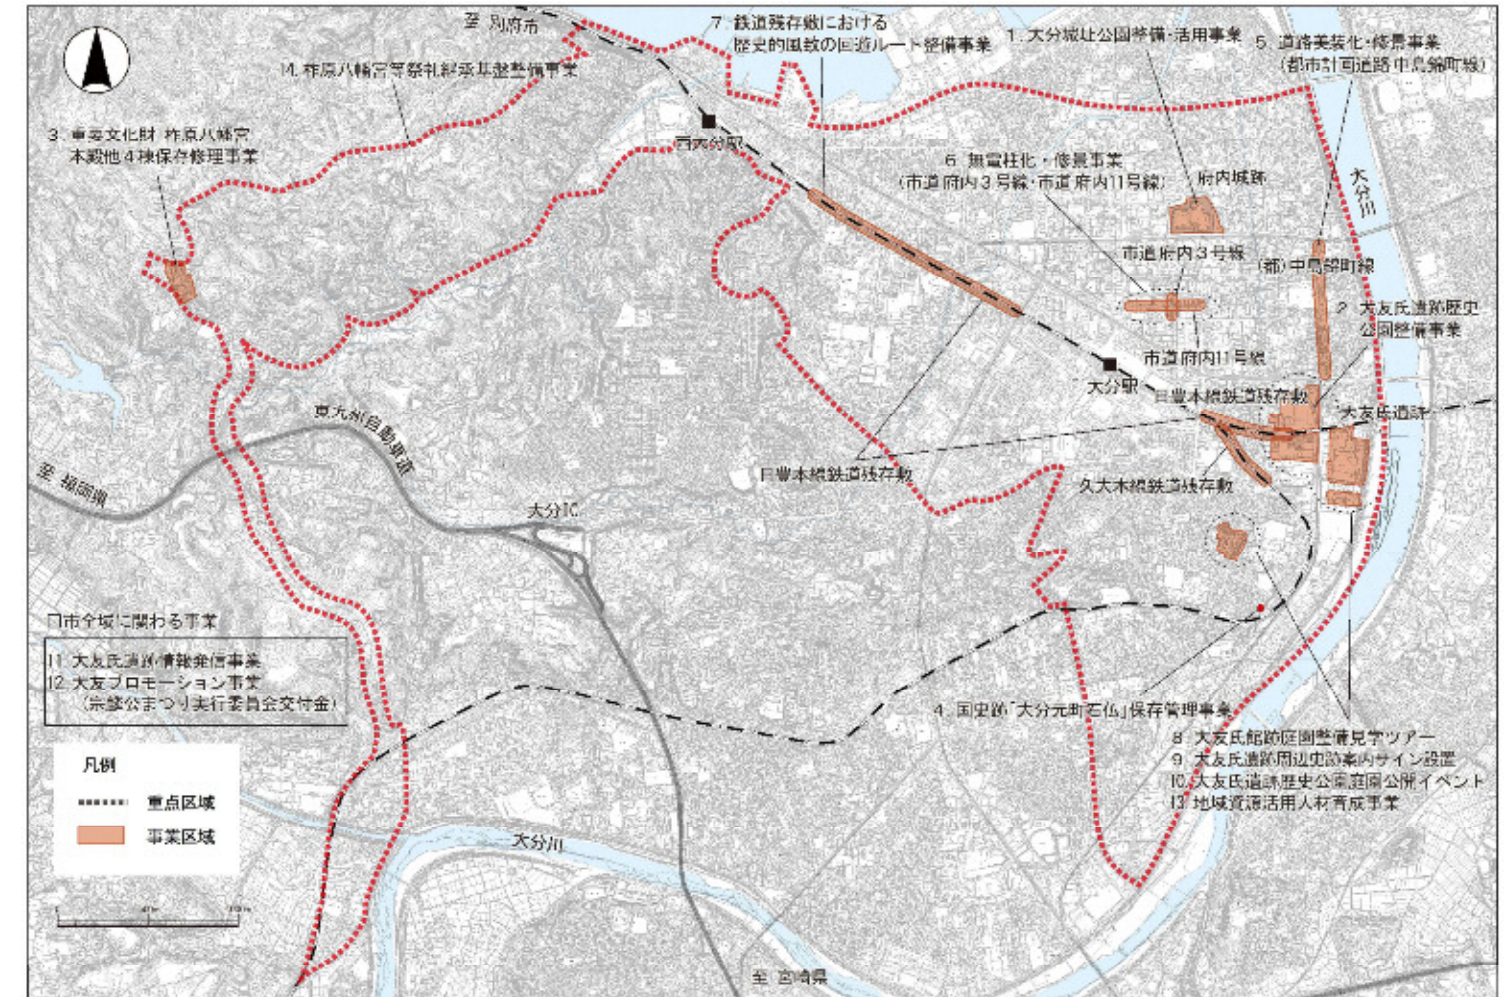 至 別府市
7. 鉄道残存敷における
歴史的風致の回遊ルート整備事業
1. 大分城址公園整備・活用事業
5. 道路美装化・修景事業
(都市計画道路 中島錦町線)
14. 柞原八幡宮等祭礼継承基盤整備事業
3. 重要文化財 柞原八幡宮
本殿他4棟保存修理事業
西大分駅
6. 無電柱化・修景事業
(市道府内3号線・市道府内11号線)
府内城跡
大分川
市道府内3号線
(都)中島錦町線
2. 大友氏遺跡歴史
公園整備事業
市道府内11号線
大分駅
日豊本線鉄道残存敷
大友氏遺跡
東九州自動車道
至 福岡県
日豊本線鉄道残存敷
久大本線鉄道残存敷
大分IC
□市全域に関わる事業
11. 大友氏遺跡情報発信事業
12. 大友プロモーション事業
(宗麟公まつり実行委員会交付金)
4. 国史跡「大分元町石仏」保存管理事業
8. 大友氏館跡庭園整備見学ツアー
9. 大友氏遺跡周辺史跡案内サイン設置
10. 大友氏遺跡歴史公園庭園公開イベント
13. 地域資源活用人材育成事業
凡例
重点区域
事業区域
大分川
至 宮崎県